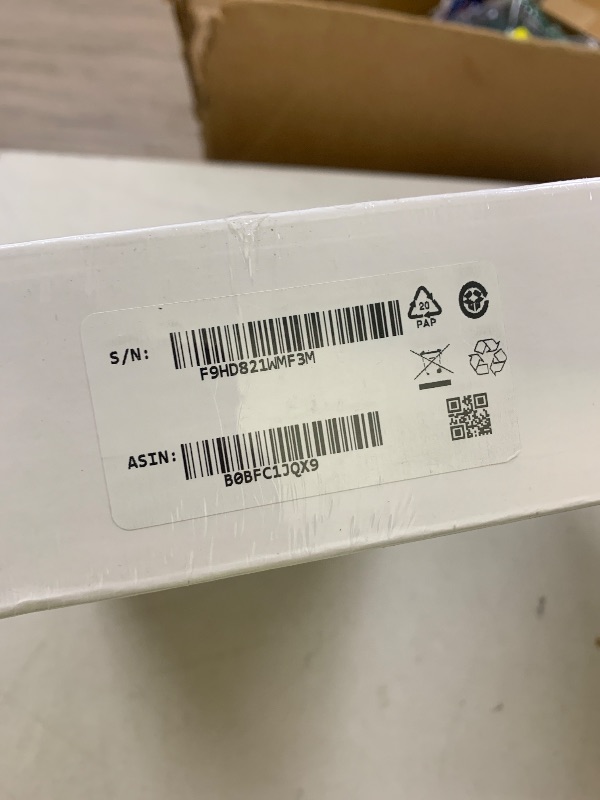 S/N:
F9HD821WMF3M
20
PAP
ASIN:
B0BFC1JQX9